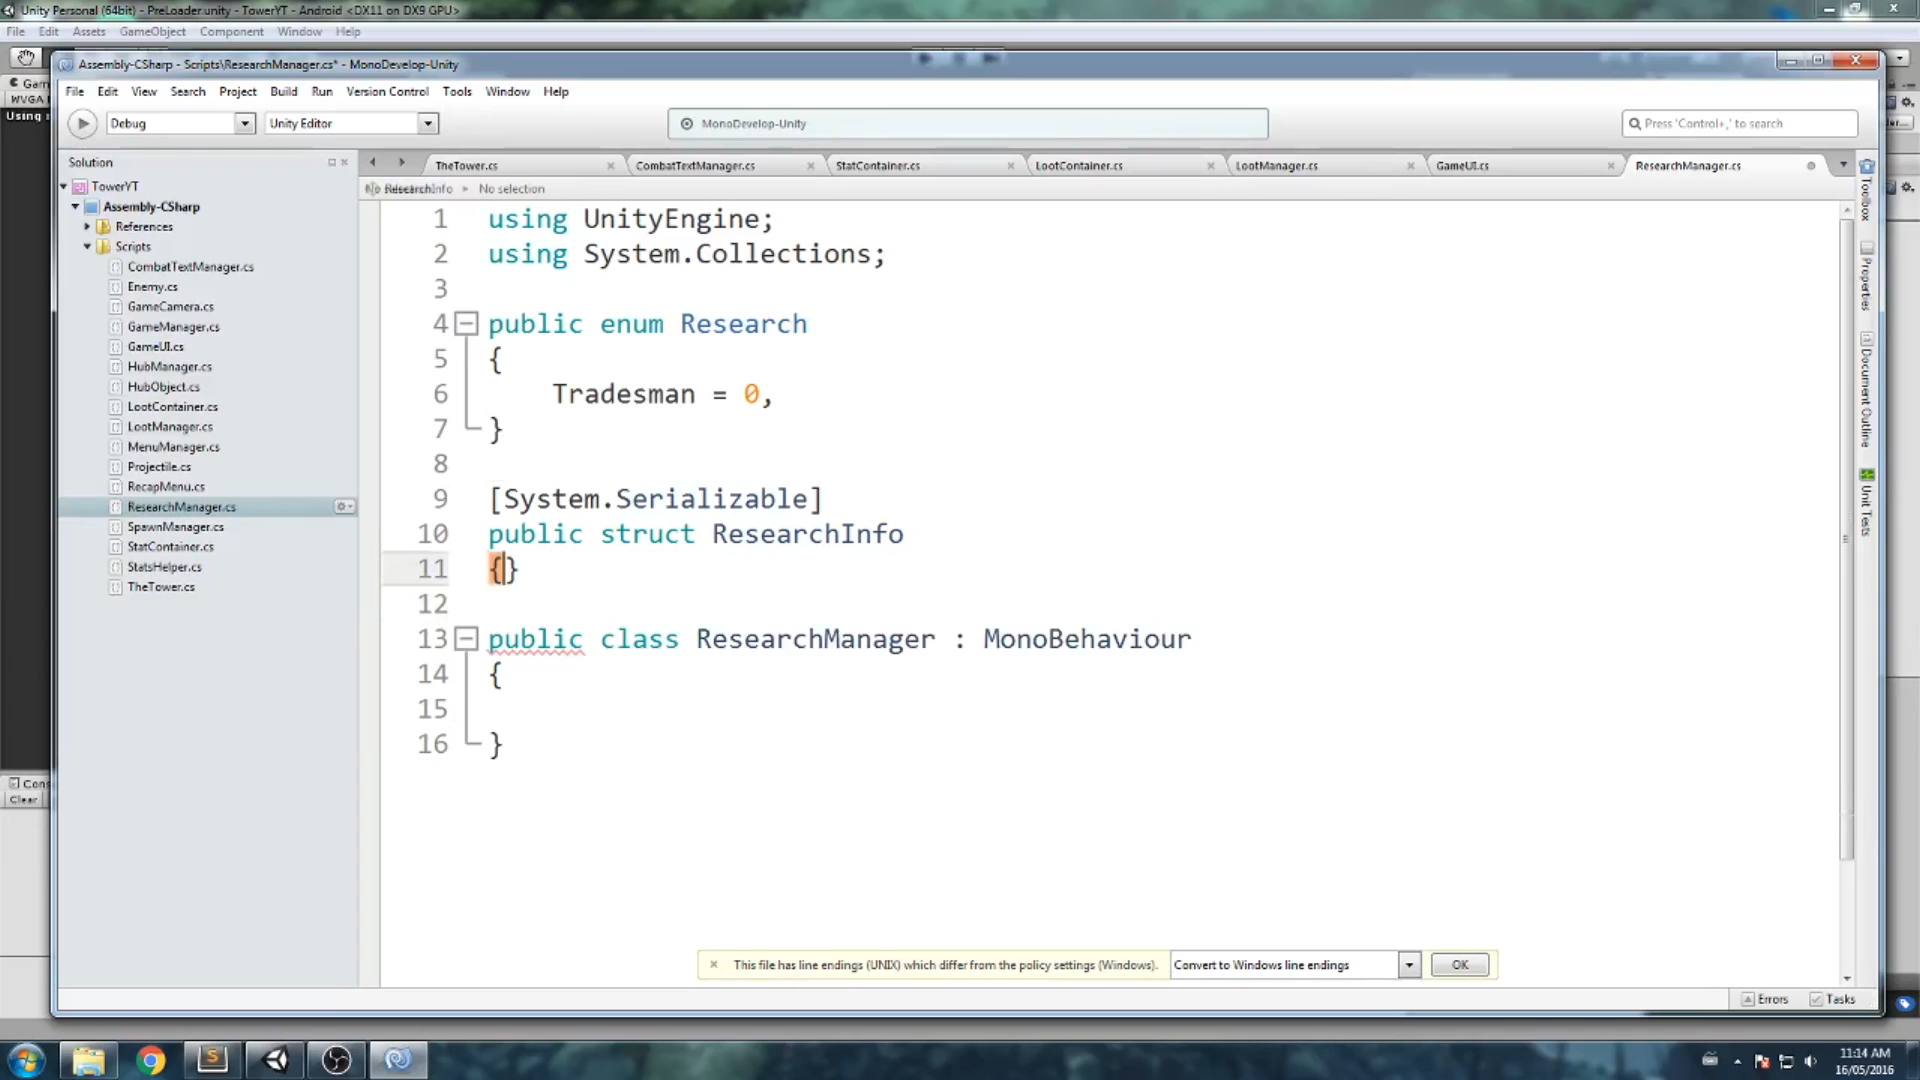 Unity Personal (64bit) - PreLoader.unity - TowerYT - Android <DX11 on DX9 GPU>
File Edit Assets GameObject Component Window Help
Assembly-CSharp - Scripts\ResearchManager.cs* - MonoDevelop-Unity
File Edit View Search Project Build Run Version Control Tools Window Help
Debug Unity Editor MonoDevelop-Unity Press 'Control+,' to search
Gam
WVGA
Using
Solution
TowerYT
Assembly-CSharp
References
Scripts
CombatTextManager.cs
Enemy.cs
GameCamera.cs
GameManager.cs
GameUI.cs
HubManager.cs
HubObject.cs
LootContainer.cs
LootManager.cs
MenuManager.cs
Projectile.cs
RecapMenu.cs
ResearchManager.cs
SpawnManager.cs
StatContainer.cs
StatsHelper.cs
TheTower.cs
TheTower.cs CombatTextManager.cs StatContainer.cs LootContainer.cs LootManager.cs GameUI.cs ResearchManager.cs
No selection
1 using UnityEngine;
2 using System.Collections;
3
4 public enum Research
5 {
6 Tradesman = 0,
7 }
8
9 [System.Serializable]
10 public struct ResearchInfo
11 {}
12
13 public class ResearchManager : MonoBehaviour
14 {
15
16 }
Toolbox
Properties
Document Outline
Unit Tests
Cons
Clear
This file has line endings (UNIX) which differ from the policy settings (Windows). Convert to Windows line endings OK
Errors Tasks
11:14 AM
16/05/2016